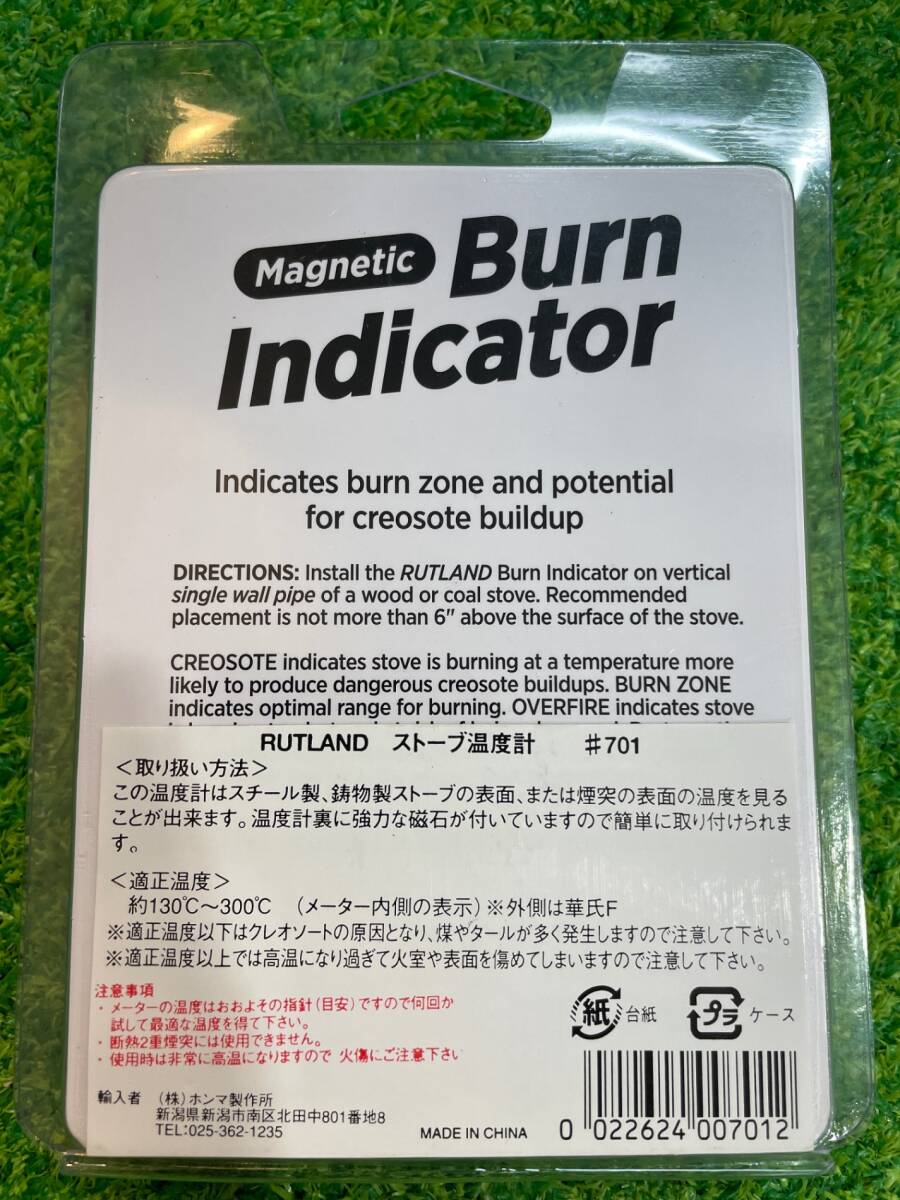 Magnetic Burn
Indicator
Indicates burn zone and potential
for creosote buildup
DIRECTIONS: Install the RUTLAND Burn Indicator on vertical
single wall pipe of a wood or coal stove. Recommended
placement is not more than 6" above the surface of the stove.
CREOSOTE indicates stove is burning at a temperature more
likely to produce dangerous creosote buildups. BURN ZONE
indicates optimal range for burning. OVERFIRE indicates stove
RUTLAND ストーブ温度計 #701
<取り扱い方法>
この温度計はスチール製、鋳物製ストーブの表面、または煙突の表面の温度を見る
ことが出来ます。温度計裏に強力な磁石が付いていますので簡単に取り付けられま
す。
<適正温度>
約130℃〜300℃ (メーター内側の表示)※外側は華氏F
※適正温度以下はクレオソートの原因となり、煤やタールが多く発生しますので注意して下さい。
※適正温度以上では高温になり過ぎて火室や表面を傷めてしまいますので注意して下さい。
注意事項
・メーターの温度はおおよその指針(目安)ですので何回か
試して最適な温度を得て下さい。
・断熱2重煙突には使用できません。
・使用時は非常に高温になりますので 火傷にご注意下さい
紙 台紙
プラ ケース
輸入者 (株)ホンマ製作所
新潟県新潟市南区北田中801番地8
TEL:025-362-1235
MADE IN CHINA
0 022624 007012